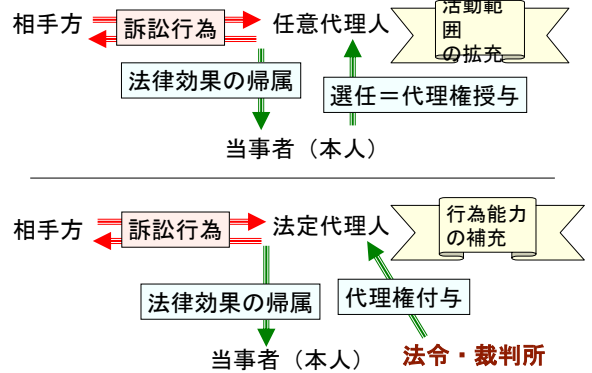 相手方
訴訟行為
任意代理人
活動範
囲
の拡充
法律効果の帰属
選任＝代理権授与
当事者（本人）
相手方
訴訟行為
法定代理人
行為能力
の補充
法律効果の帰属
代理権付与
当事者（本人）
法令・裁判所